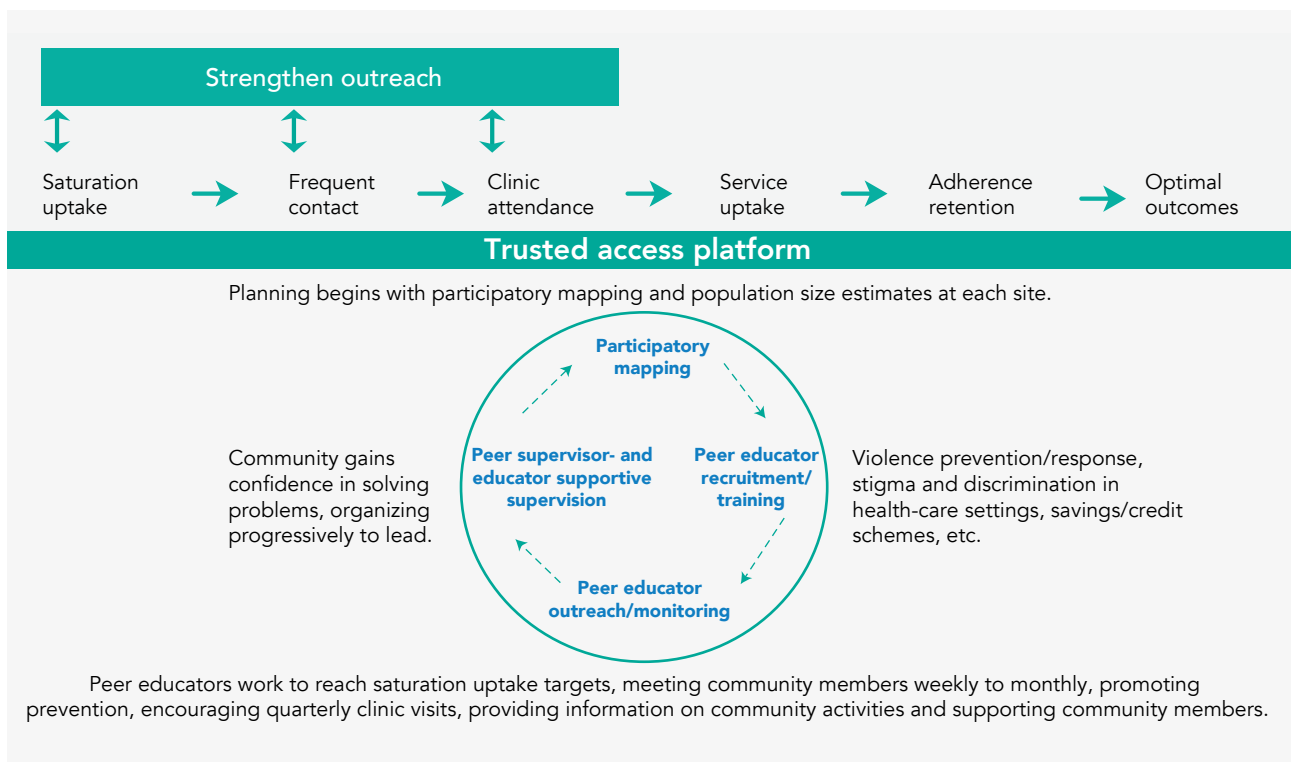 Strengthen outreach
Saturation
uptake
Frequent
contact
Clinic
attendance
Service
uptake
Adherence
retention
Optimal
outcomes
Trusted access platform
Planning begins with participatory mapping and population size estimates at each site.
Participatory
mapping
Peer supervisor- and
educator supportive
supervision
Peer educator
recruitment/
training
Peer educator
outreach/monitoring
Community gains
confidence in solving
problems, organizing
progressively to lead.
Violence prevention/response,
stigma and discrimination in
health-care settings, savings/credit
schemes, etc.
Peer educators work to reach saturation uptake targets, meeting community members weekly to monthly, promoting
prevention, encouraging quarterly clinic visits, providing information on community activities and supporting community members.